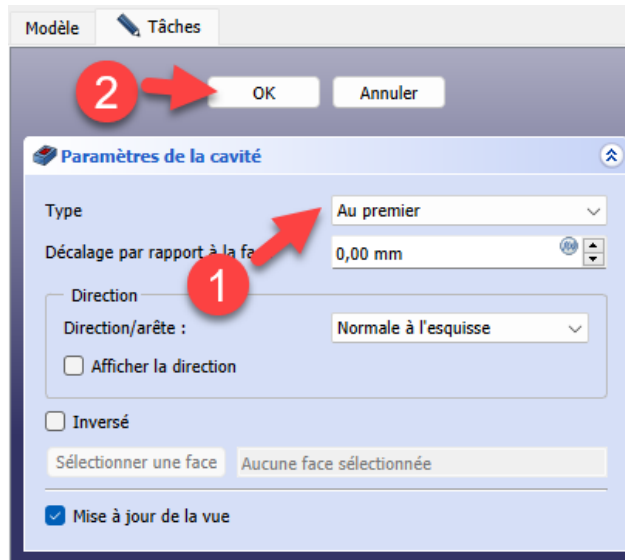 Modèle
Tâches
2
OK
Annuler
Paramètres de la cavité
Type
Au premier
Décalage par rapport à la fa
0,00 mm
1
Direction
Direction/arête :
Normale à l'esquisse
Afficher la direction
Inversé
Sélectionner une face
Aucune face sélectionnée
Mise à jour de la vue